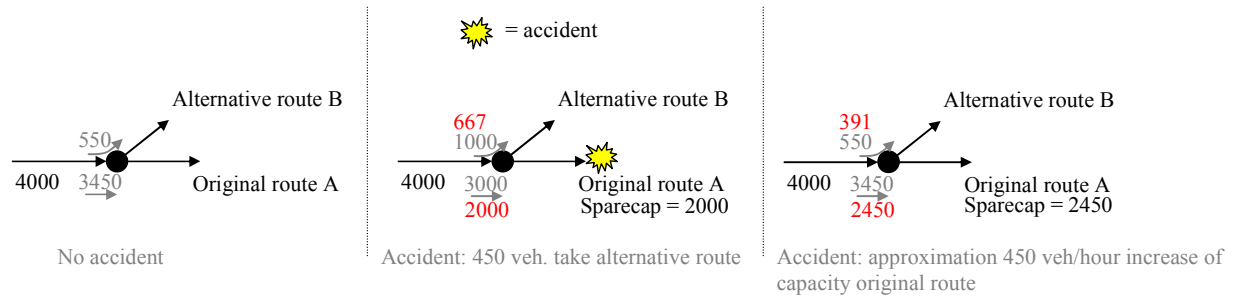 = accident
Alternative route B
550
4000
3450
Original route A
No accident
Alternative route B
667
1000
4000
3000
2000
Original route A
Sparecap = 2000
Accident: 450 veh. take alternative route
Alternative route B
391
550
4000
3450
2450
Original route A
Sparecap = 2450
Accident: approximation 450 veh/hour increase of
capacity original route